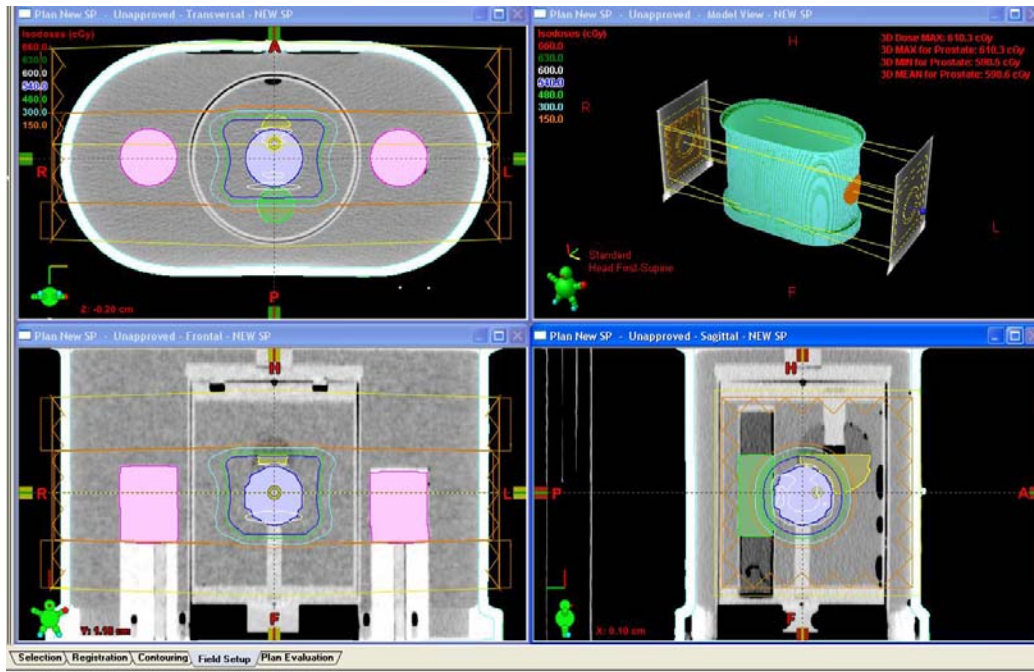 Plan New SP - Unapproved - Transversal - NEW SP
Isodoses (cGy)
660.0
630.0
600.0
540.0
480.0
300.0
150.0
A
R
L
P
Z: -0.20 cm
Plan New SP - Unapproved - Model View - NEW SP
Isodoses (cGy)
660.0
630.0
600.0
540.0
480.0
300.0
150.0
3D Dose MAX: 610.3 cGy
3D MAX for Prostate: 610.3 cGy
3D MIN for Prostate: 590.5 cGy
3D MEAN for Prostate: 598.6 cGy
H
R
L
F
Standard
Head First-Supine
Plan New SP - Unapproved - Frontal - NEW SP
H
R
L
F
Y: 1.10 cm
Plan New SP - Unapproved - Sagittal - NEW SP
H
P
A
F
X: 0.10 cm
Selection Registration Contouring Field Setup Plan Evaluation